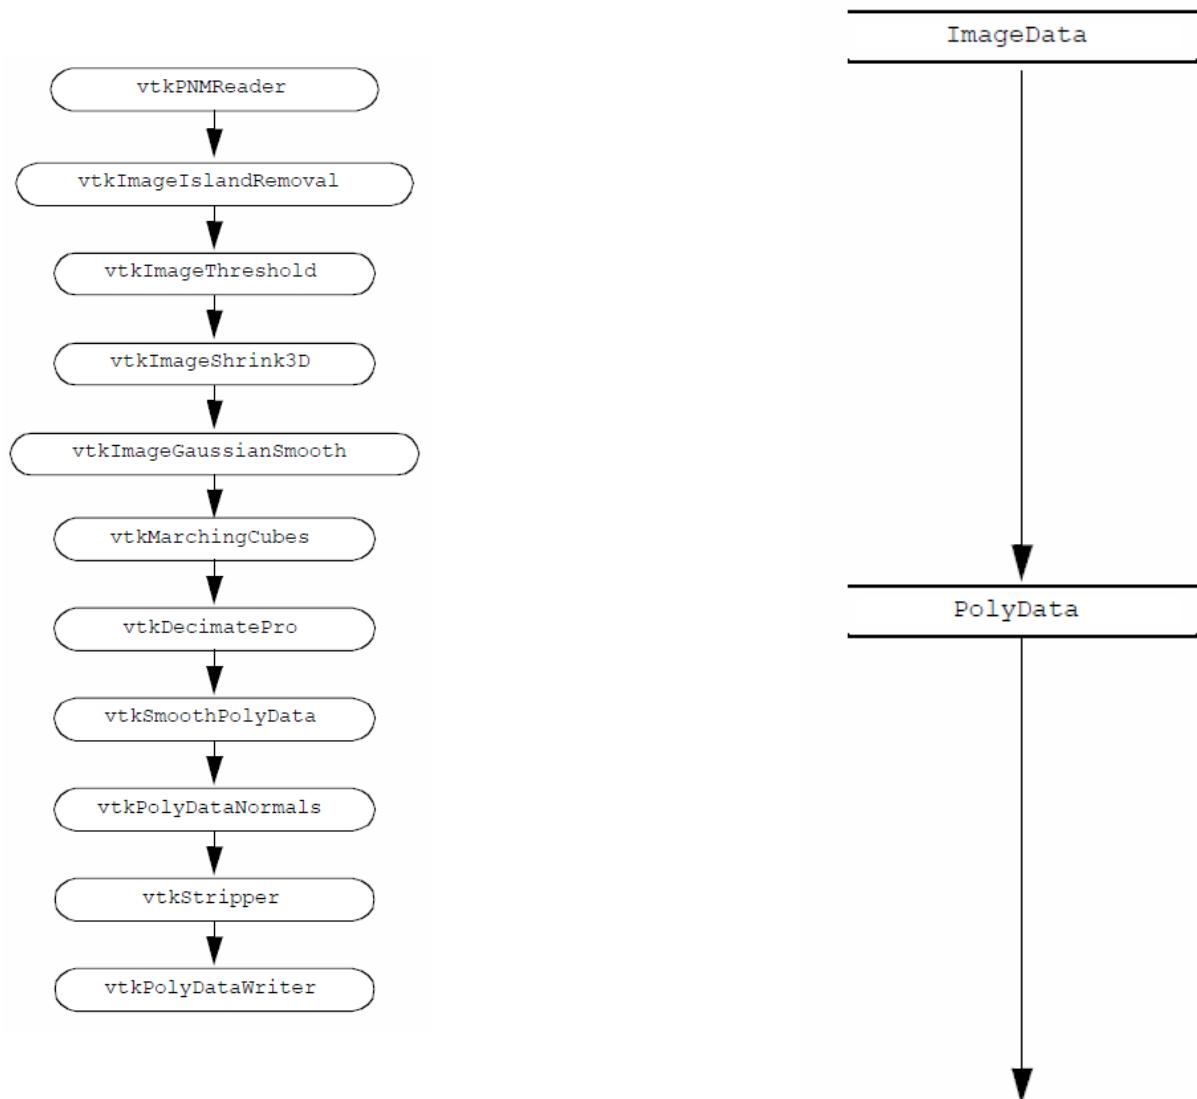 ImageData
vtkPNMReader
vtkImageIslandRemoval
vtkImageThreshold
vtkImageShrink3D
vtkImageGaussianSmooth
vtkMarchingCubes
PolyData
vtkDecimatePro
vtkSmoothPolyData
vtkPolyDataNormals
vtkStripper
vtkPolyDataWriter